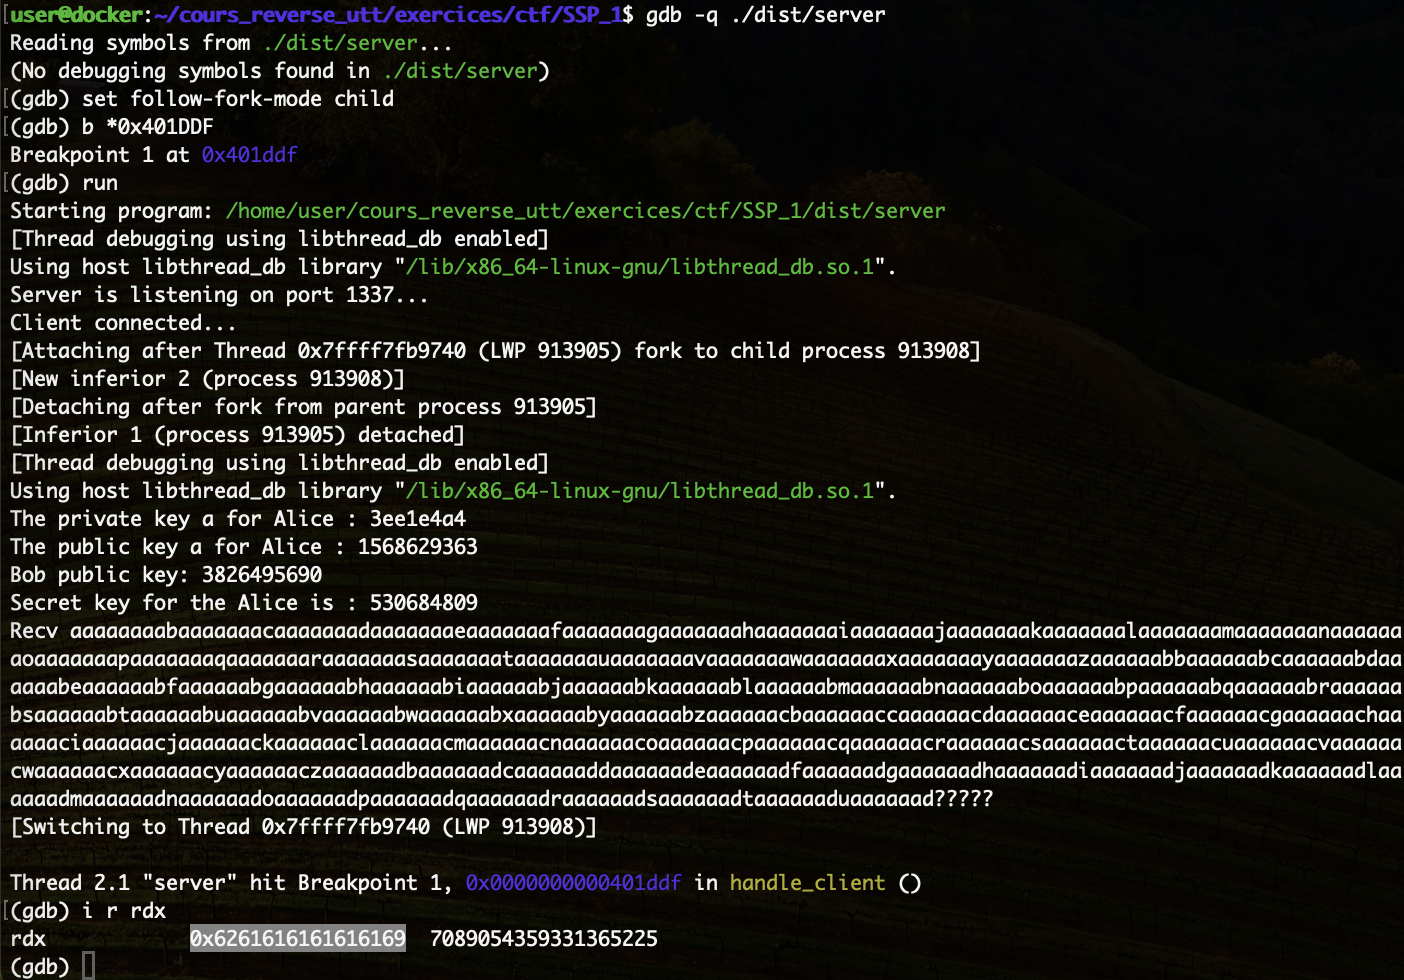 user@docker:~/cours_reverse_utt/exercices/ctf/SSP_1$ gdb -q ./dist/server
Reading symbols from ./dist/server...
(No debugging symbols found in ./dist/server)
[(gdb) set follow-fork-mode child
[(gdb) b *0x401DDF
Breakpoint 1 at 0x401ddf
[(gdb) run
Starting program: /home/user/cours_reverse_utt/exercices/ctf/SSP_1/dist/server
[Thread debugging using libthread_db enabled]
Using host libthread_db library "/lib/x86_64-linux-gnu/libthread_db.so.1".
Server is listening on port 1337...
Client connected...
[Attaching after Thread 0x7ffff7fb9740 (LWP 913905) fork to child process 913908]
[New inferior 2 (process 913908)]
[Detaching after fork from parent process 913905]
[Inferior 1 (process 913905) detached]
[Thread debugging using libthread_db enabled]
Using host libthread_db library "/lib/x86_64-linux-gnu/libthread_db.so.1".
The private key a for Alice : 3ee1e4a4
The public key a for Alice : 1568629363
Bob public key: 3826495690
Secret key for the Alice is : 530684809
Recv aaaaaaaabaaaaaaacaaaaaaadaaaaaaaeaaaaaaafaaaaaaagaaaaaaahaaaaaaaiaaaaaaajaaaaaaakaaaaaaalaaaaaaamaaaaaaanaaaaaa
aoaaaaaaapaaaaaaaqaaaaaaaraaaaaaasaaaaaaataaaaaaauaaaaaaavaaaaaaawaaaaaaaxaaaaaaayaaaaaaazaaaaaabbaaaaaabcaaaaaabdaa
aaaabeaaaaaabfaaaaaabgaaaaaabhaaaaaabiaaaaaabjaaaaaabkaaaaaablaaaaaabmaaaaaabnaaaaaaboaaaaaabpaaaaaabqaaaaaabraaaaaa
bsaaaaaabtaaaaaabuaaaaaabvaaaaaabwaaaaaabxaaaaaabyaaaaaabzaaaaaacbaaaaaaccaaaaaacdaaaaaaceaaaaaacfaaaaaacgaaaaaachaa
aaaaciaaaaaacjaaaaaackaaaaaaclaaaaaacmaaaaaacnaaaaaacoaaaaaacpaaaaaacqaaaaaacraaaaaacsaaaaaactaaaaaacuaaaaaacvaaaaaa
cwaaaaaacxaaaaaacyaaaaaaczaaaaaadbaaaaaadcaaaaaaddaaaaaadeaaaaaadfaaaaaadgaaaaaadhaaaaaadiaaaaaadjaaaaaadkaaaaaadlaa
aaaadmaaaaaadnaaaaaadoaaaaaadpaaaaaadqaaaaaadraaaaaadsaaaaaadtaaaaaaduaaaaaad?????
[Switching to Thread 0x7ffff7fb9740 (LWP 913908)]
Thread 2.1 "server" hit Breakpoint 1, 0x0000000000401ddf in handle_client ()
[(gdb) i r rdx
rdx            0x6261616161616169  7089054359331365225
(gdb)